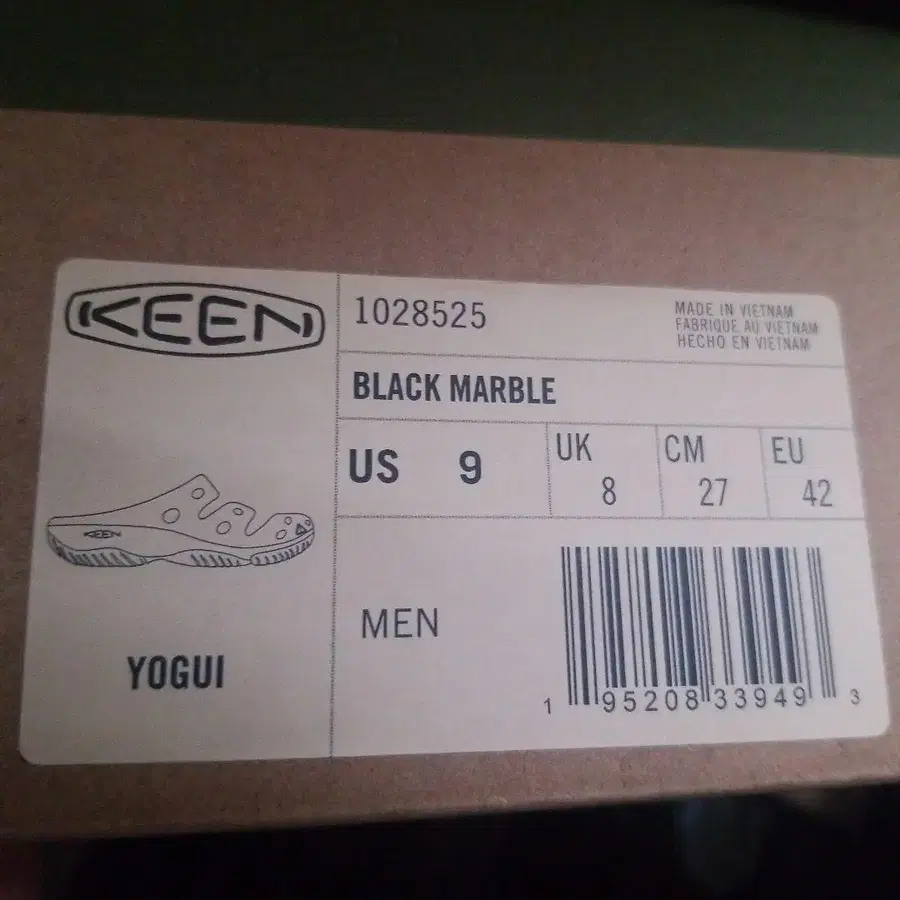 KEEN
1028525
MADE IN VIETNAM
FABRIQUE AU VIETNAM
HECHO EN VIETNAM
BLACK MARBLE
US 9
UK 8
CM 27
EU 42
KEEN
YOGUI
MEN
1 95208 33949 3